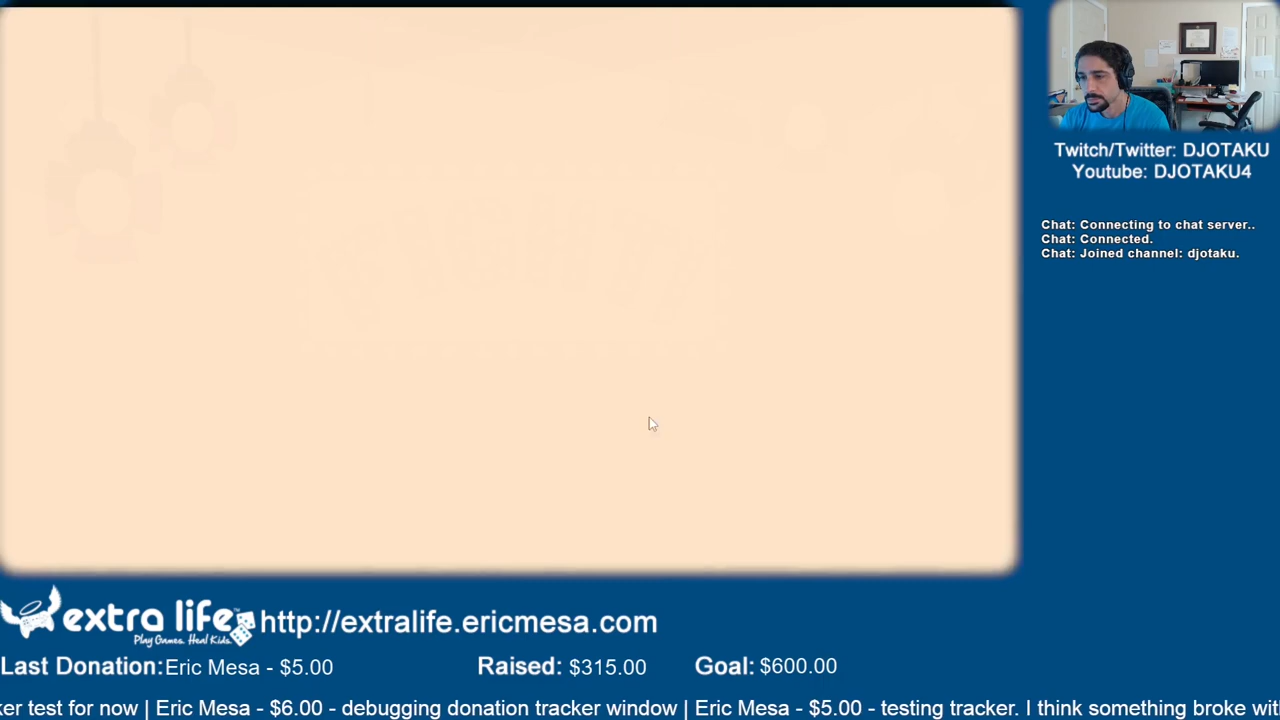 Twitch/Twitter: DJOTAKU
Youtube: DJOTAKU4
Chat: Connecting to chat server..
Chat: Connected.
Chat: Joined channel: djotaku.
extra life
Play Games. Heal Kids.
http://extralife.ericmesa.com
Last Donation: Eric Mesa - $5.00 Raised: $315.00 Goal: $600.00
ker test for now | Eric Mesa - $6.00 - debugging donation tracker window | Eric Mesa - $5.00 - testing tracker. I think something broke wit